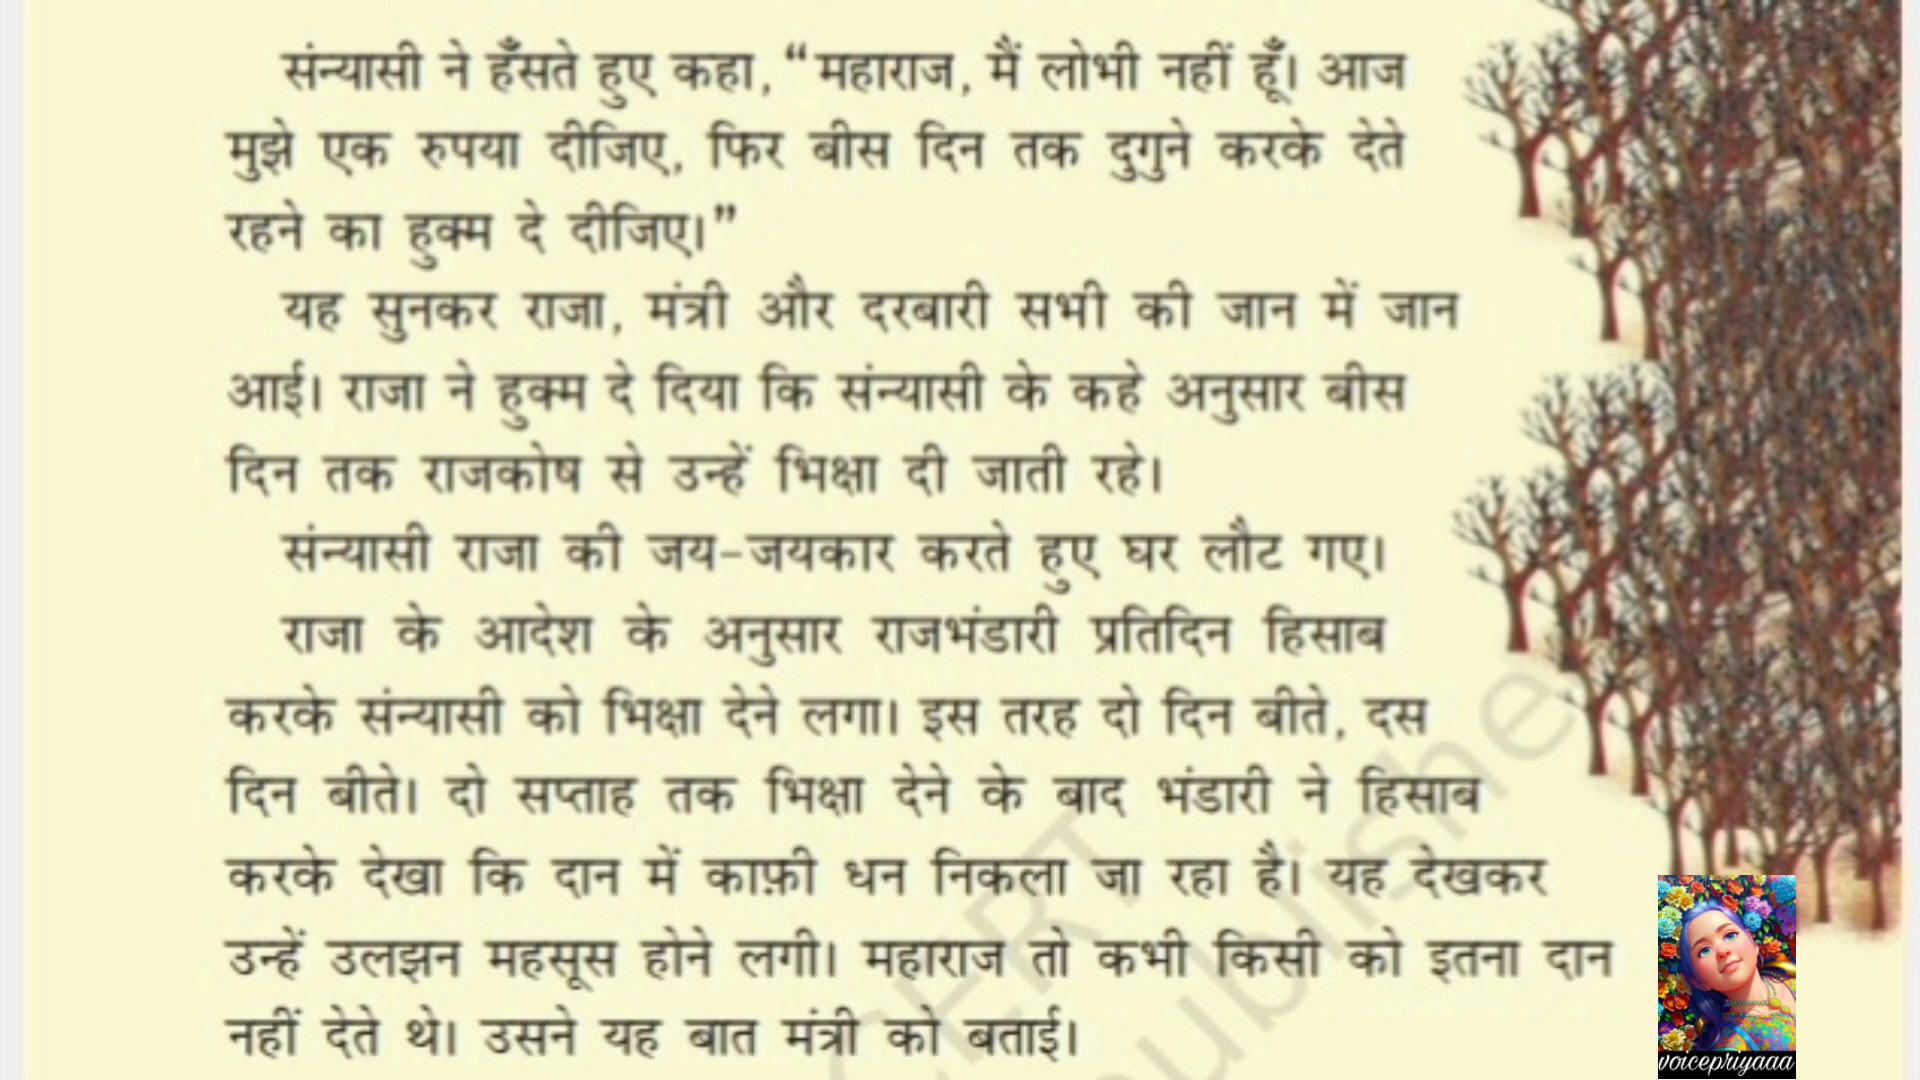 संन्यासी ने हँसते हुए कहा, “महाराज, मैं लोभी नहीं हूँ। आज
मुझे एक रुपया दीजिए, फिर बीस दिन तक दुगुने करके देते
रहने का हुक्म दे दीजिए।”
यह सुनकर राजा, मंत्री और दरबारी सभी की जान में जान
आई। राजा ने हुक्म दे दिया कि संन्यासी के कहे अनुसार बीस
दिन तक राजकोष से उन्हें भिक्षा दी जाती रहे।
संन्यासी राजा की जय-जयकार करते हुए घर लौट गए।
राजा के आदेश के अनुसार राजभंडारी प्रतिदिन हिसाब
करके संन्यासी को भिक्षा देने लगा। इस तरह दो दिन बीते, दस
दिन बीते। दो सप्ताह तक भिक्षा देने के बाद भंडारी ने हिसाब
करके देखा कि दान में काफ़ी धन निकला जा रहा है। यह देखकर
उन्हें उलझन महसूस होने लगी। महाराज तो कभी किसी को इतना दान
नहीं देते थे। उसने यह बात मंत्री को बताई।
CERT
publishe
voicepriyaaa